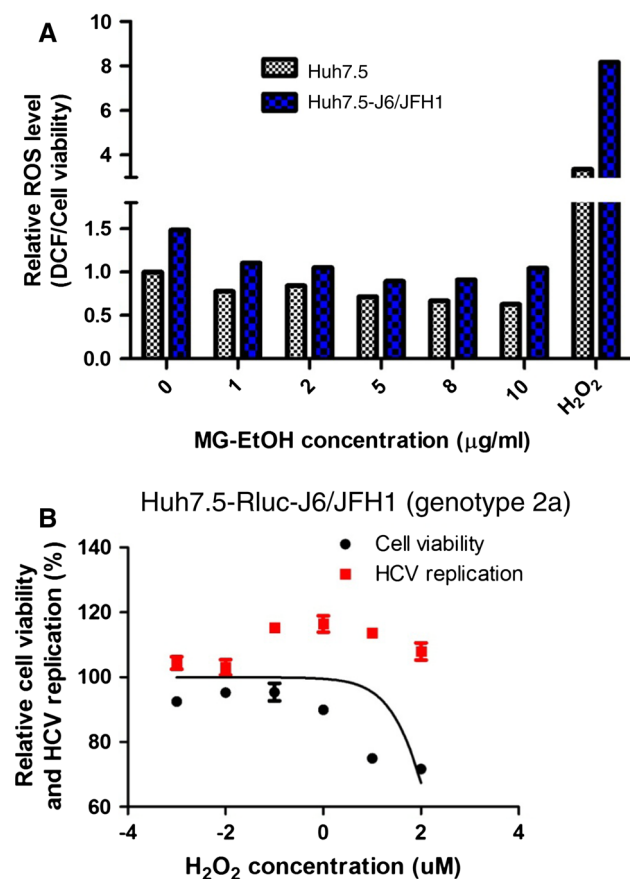 A
10
8
6
4
1.5
1.0
0.5
0.0
Relative ROS level
(DCF/Cell viability)
Huh7.5
Huh7.5-J6/JFH1
0
1
2
5
8
10
H₂O₂
MG-EtOH concentration (μg/ml)
B
Huh7.5-Rluc-J6/JFH1 (genotype 2a)
Cell viability
HCV replication
140
120
100
80
60
Relative cell viability
and HCV replication (%)
-4
-2
0
2
4
H₂O₂ concentration (uM)